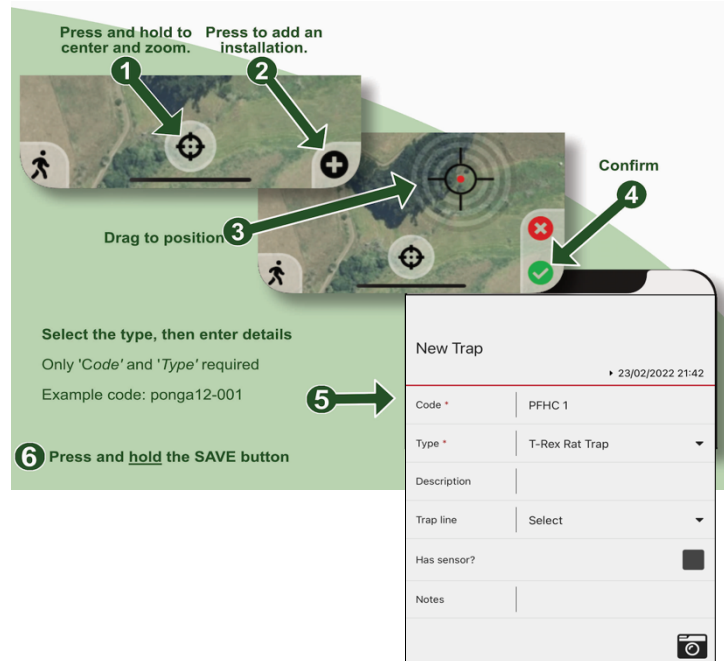 Press and hold to
center and zoom.
1
Press to add an
installation.
2
Drag to position 3
Confirm
4
Select the type, then enter details
Only 'Code' and 'Type' required
Example code: ponga12-001
5
6 Press and hold the SAVE button
New Trap
23/02/2022 21:42
Code * PFHC 1
Type * T-Rex Rat Trap
Description
Trap line Select
Has sensor?
Notes